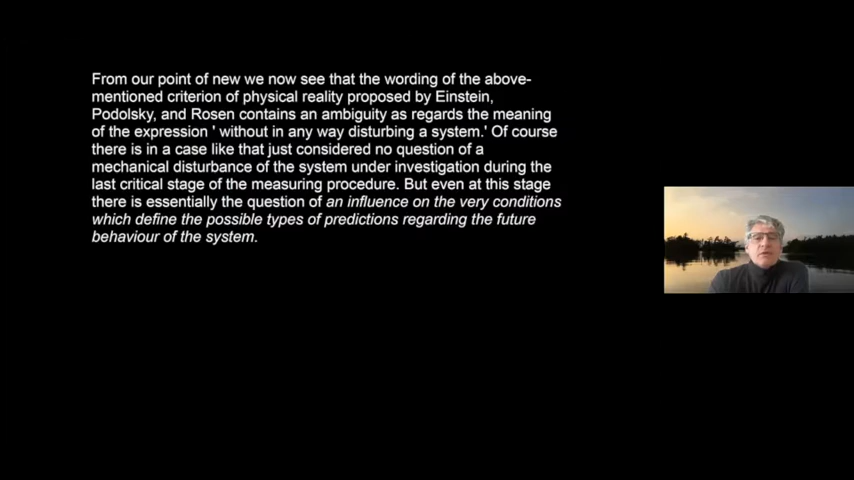 From our point of new we now see that the wording of the above-
mentioned criterion of physical reality proposed by Einstein,
Podolsky, and Rosen contains an ambiguity as regards the meaning
of the expression ' without in any way disturbing a system.' Of course
there is in a case like that just considered no question of a
mechanical disturbance of the system under investigation during the
last critical stage of the measuring procedure. But even at this stage
there is essentially the question of an influence on the very conditions
which define the possible types of predictions regarding the future
behaviour of the system.